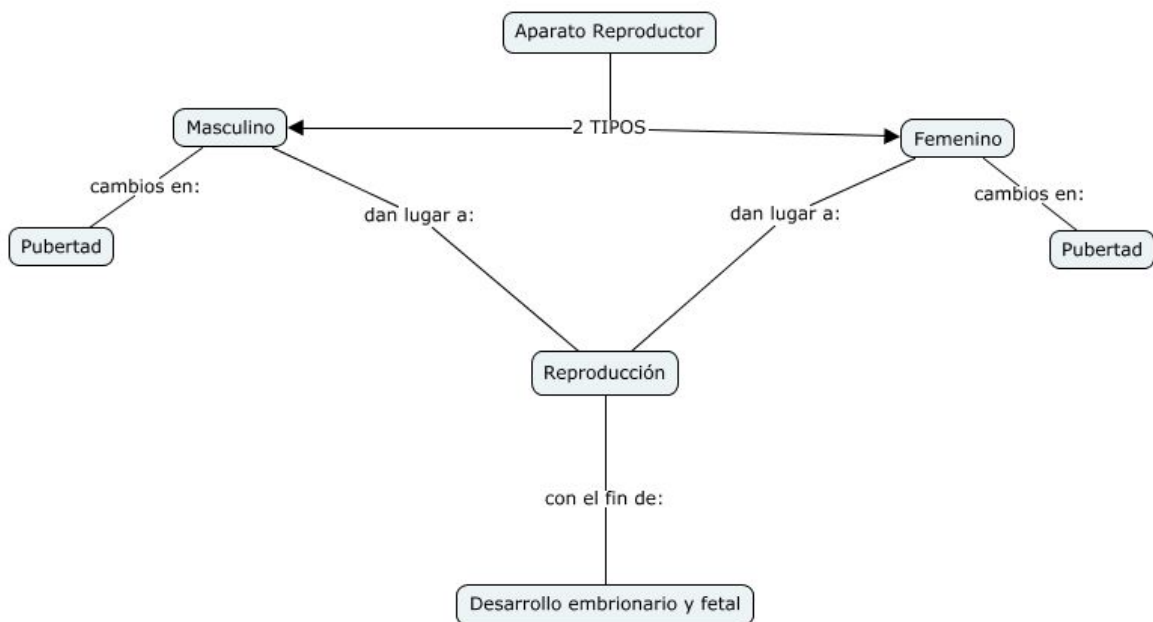 Aparato Reproductor
2 TIPOS
Masculino
Femenino
cambios en:
cambios en:
dan lugar a:
dan lugar a:
Pubertad
Pubertad
Reproducción
con el fin de:
Desarrollo embrionario y fetal